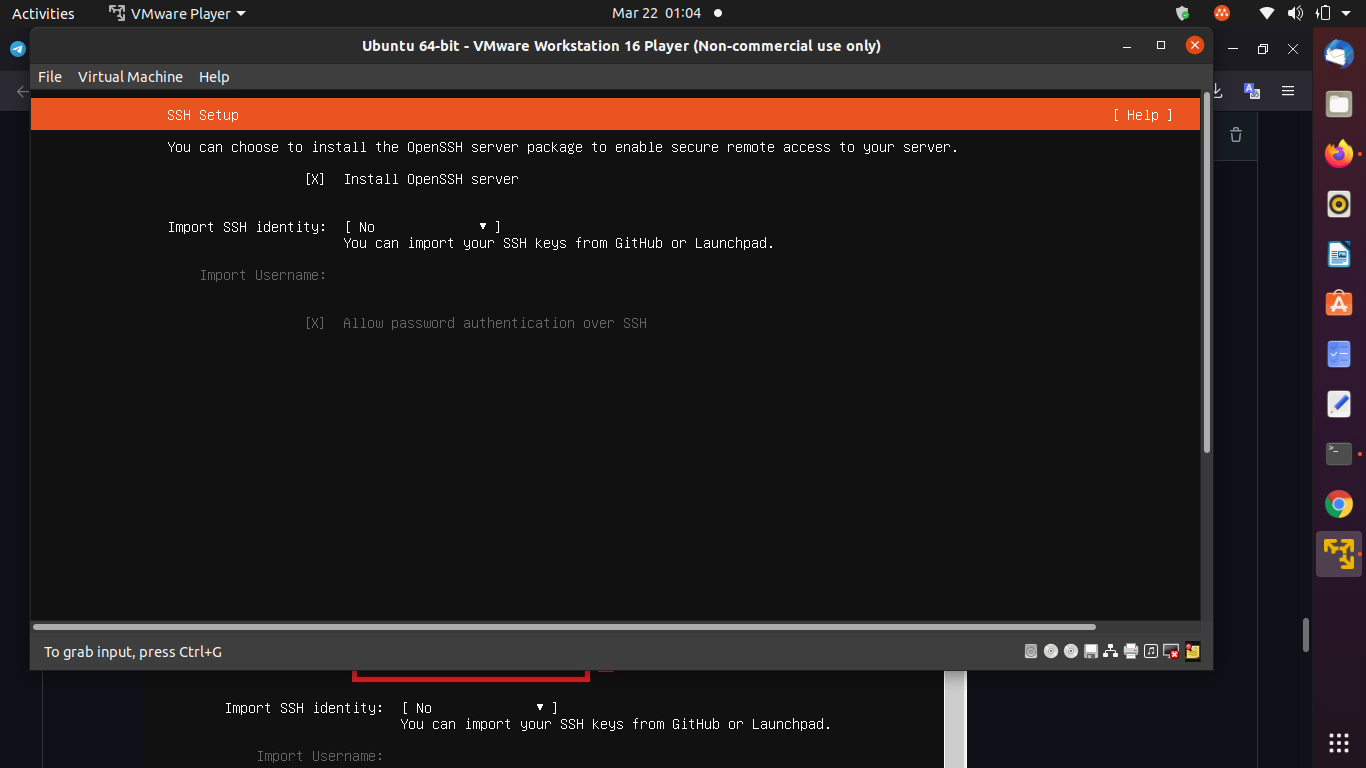 Activities VMware Player Mar 22 01:04
Ubuntu 64-bit - VMware Workstation 16 Player (Non-commercial use only)
File Virtual Machine Help
SSH Setup [ Help ]
You can choose to install the OpenSSH server package to enable secure remote access to your server.
[X] Install OpenSSH server
Import SSH identity: [ No ▼ ]
You can import your SSH keys from GitHub or Launchpad.
Import Username:
[X] Allow password authentication over SSH
To grab input, press Ctrl+G
Import SSH identity: [ No ▼ ]
You can import your SSH keys from GitHub or Launchpad.
Import Username: